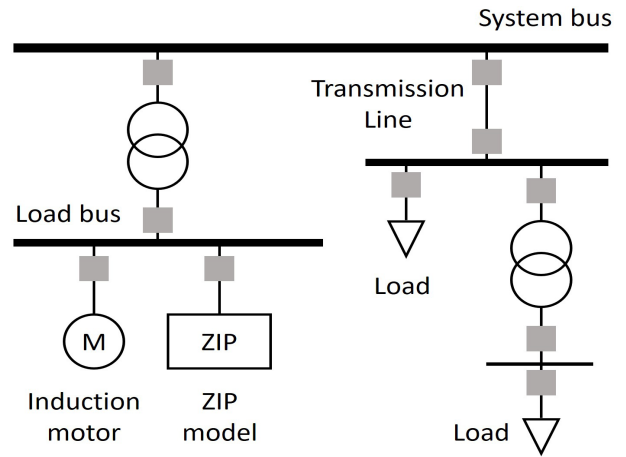 System bus
Transmission
Line
Load bus
Load
M
ZIP
Induction
motor
ZIP
model
Load